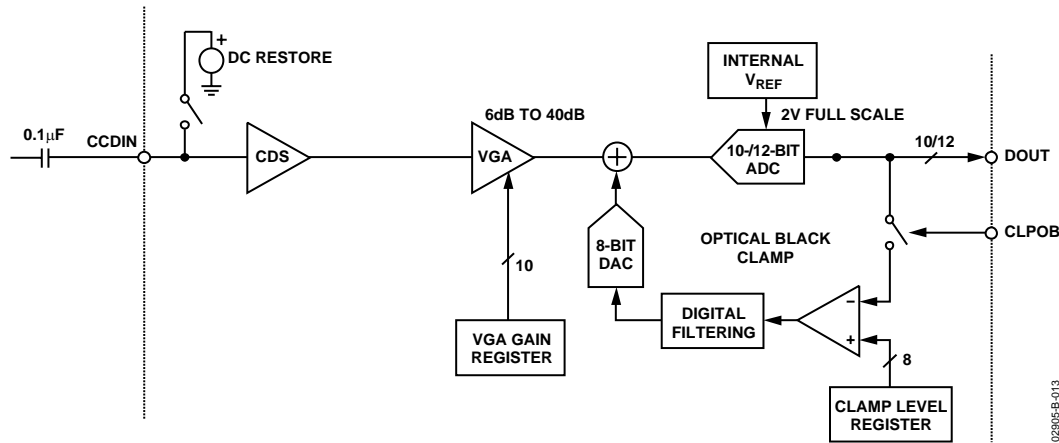 +
DC RESTORE
0.1μF
CCDIN
CDS
6dB TO 40dB
VGA
10
VGA GAIN
REGISTER
+
8-BIT
DAC
INTERNAL
VREF
2V FULL SCALE
10-/12-BIT
ADC
10/12
DOUT
CLPOB
OPTICAL BLACK
CLAMP
DIGITAL
FILTERING
–
+
8
CLAMP LEVEL
REGISTER
02905-B-013